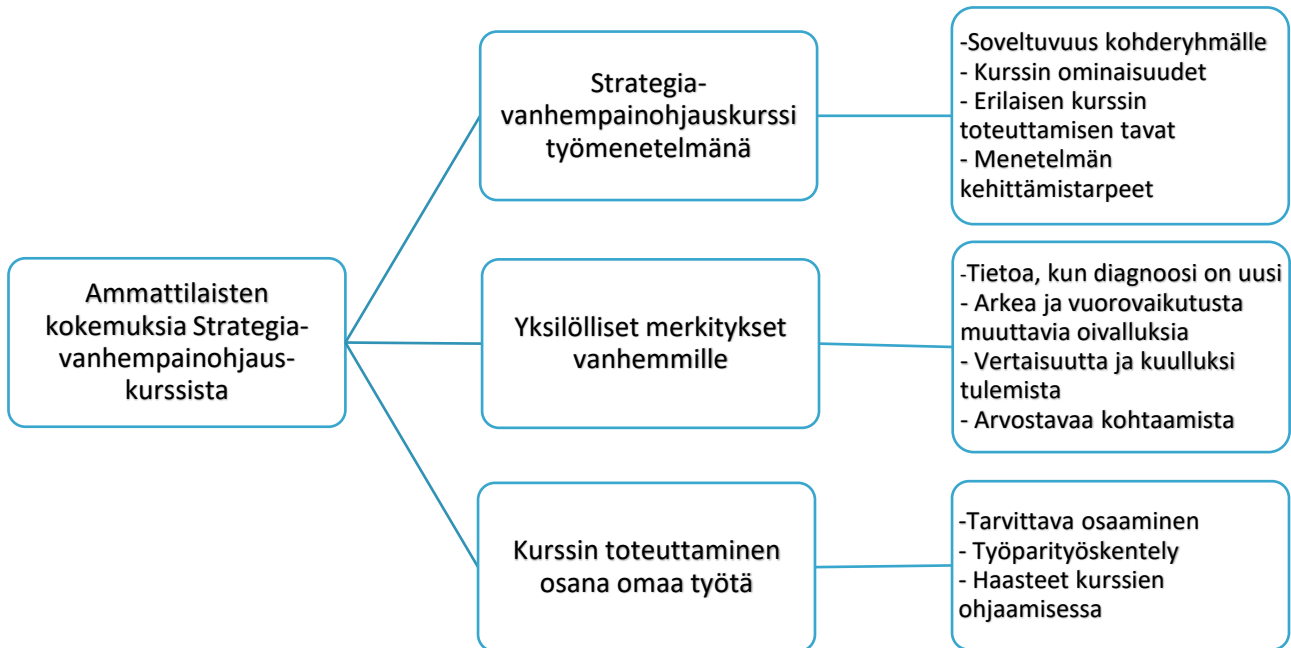 Ammattilaisten
kokemuksia Strategia-
vanhempainohjaus-
kurssista
Strategia-
vanhempainohjauskurssi
työmenetelmänä
-Soveltuvuus kohderyhmälle
- Kurssin ominaisuudet
- Erilaisen kurssin
toteuttamisen tavat
- Menetelmän
kehittämistarpeet
Yksilölliset merkitykset
vanhemmille
-Tietoa, kun diagnoosi on uusi
- Arkea ja vuorovaikutusta
muuttavia oivalluksia
- Vertaisuutta ja kuulluksi
tulemista
- Arvostavaa kohtaamista
Kurssin toteuttaminen
osana omaa työtä
-Tarvittava osaaminen
- Työparityöskentely
- Haasteet kurssien
ohjaamisessa